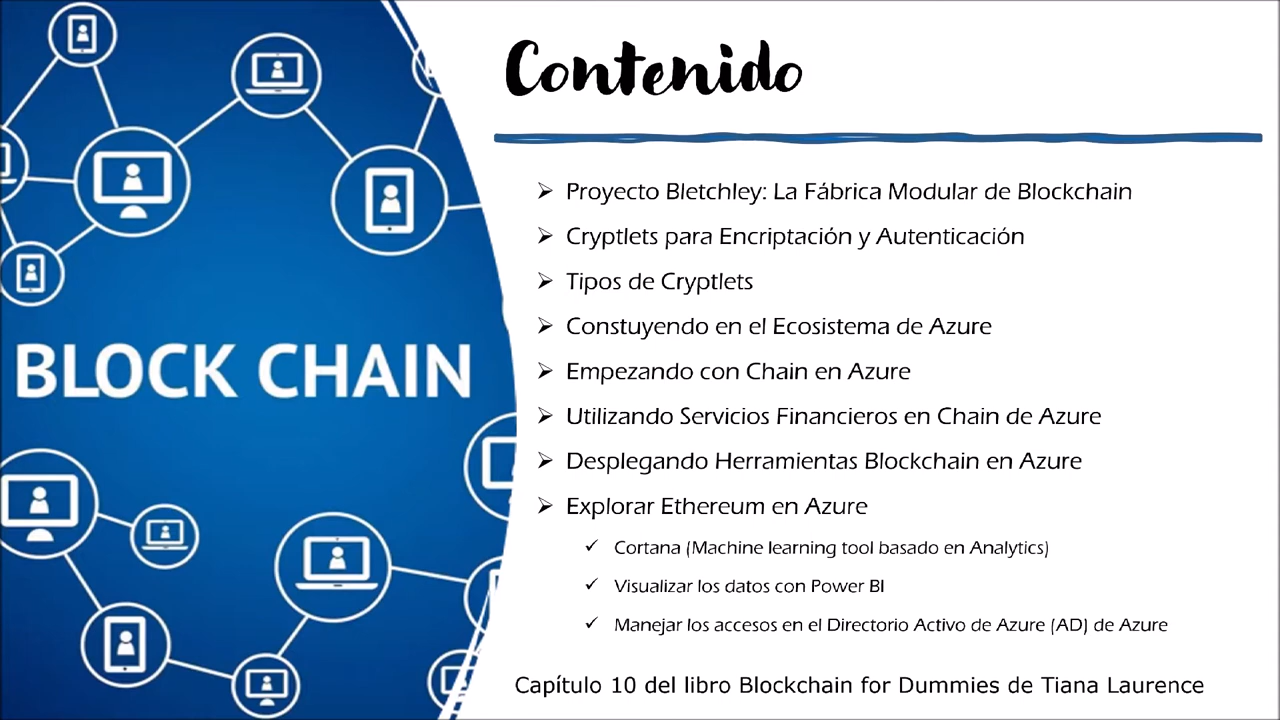 Contenido
BLOCK CHAIN
Proyecto Bletchley: La Fábrica Modular de Blockchain
Cryptlets para Encriptación y Autenticación
Tipos de Cryptlets
Constuyendo en el Ecosistema de Azure
Empezando con Chain en Azure
Utilizando Servicios Financieros en Chain de Azure
Desplegando Herramientas Blockchain en Azure
Explorar Ethereum en Azure
Cortana (Machine learning tool basado en Analytics)
Visualizar los datos con Power BI
Manejar los accesos en el Directorio Activo de Azure (AD) de Azure
Capítulo 10 del libro Blockchain for Dummies de Tiana Laurence